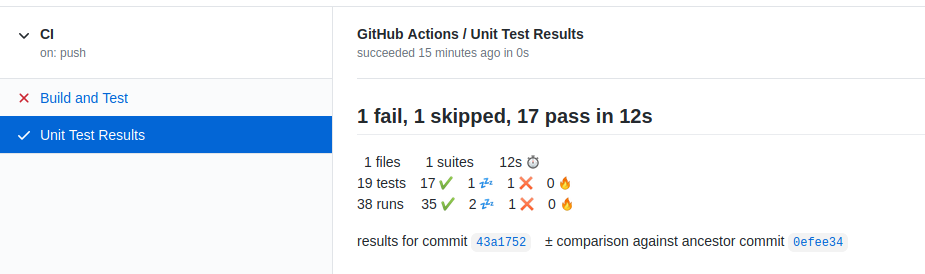 CI
on: push
Build and Test
Unit Test Results
GitHub Actions / Unit Test Results
succeeded 15 minutes ago in 0s
1 fail, 1 skipped, 17 pass in 12s
1 files 1 suites 12s ⏱
19 tests 17 ✔ 1 💤 1 ❌ 0 🔥
38 runs 35 ✔ 2 💤 1 ❌ 0 🔥
results for commit 43a1752 ± comparison against ancestor commit 0efee34